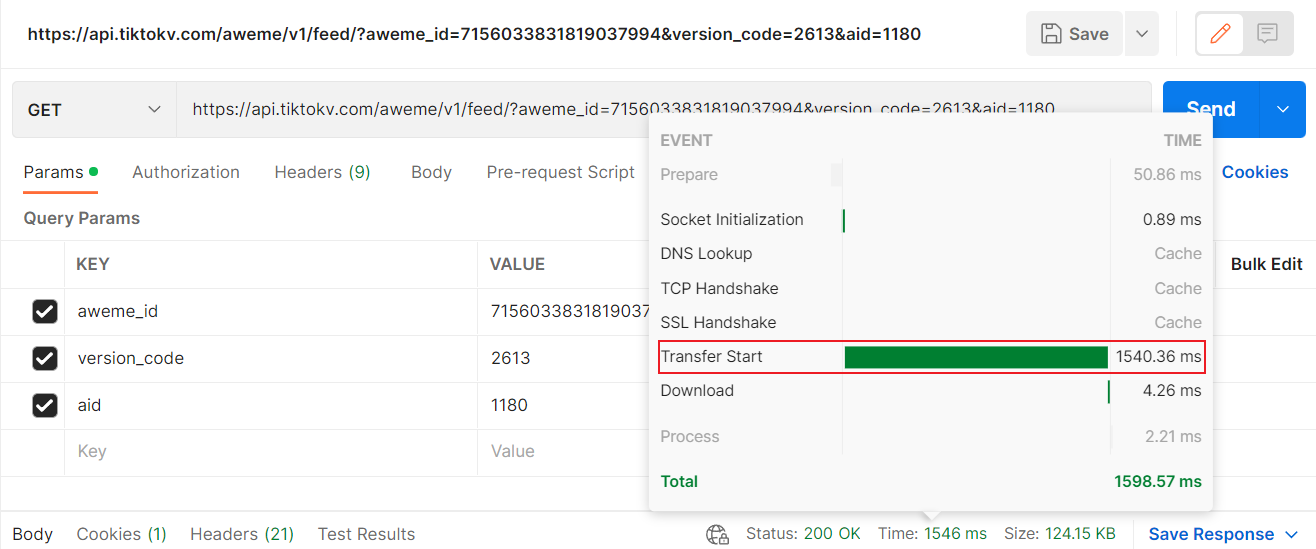 https://api.tiktokv.com/aweme/v1/feed/?aweme_id=7156033831819037994&version_code=2613&aid=1180 Save
GET https://api.tiktokv.com/aweme/v1/feed/?aweme_id=7156033831819037994&version_code=2613&aid=1180 Send
EVENT TIME
Params Authorization Headers (9) Body Pre-request Script Cookies
Prepare 50.86 ms
Query Params
Socket Initialization 0.89 ms
DNS Lookup Cache
KEY VALUE Bulk Edit
TCP Handshake Cache
aweme_id 7156033831819037
SSL Handshake Cache
version_code 2613
Transfer Start 1540.36 ms
Download 4.26 ms
aid 1180
Process 2.21 ms
Key Value
Total 1598.57 ms
Body Cookies (1) Headers (21) Test Results Status: 200 OK Time: 1546 ms Size: 124.15 KB Save Response